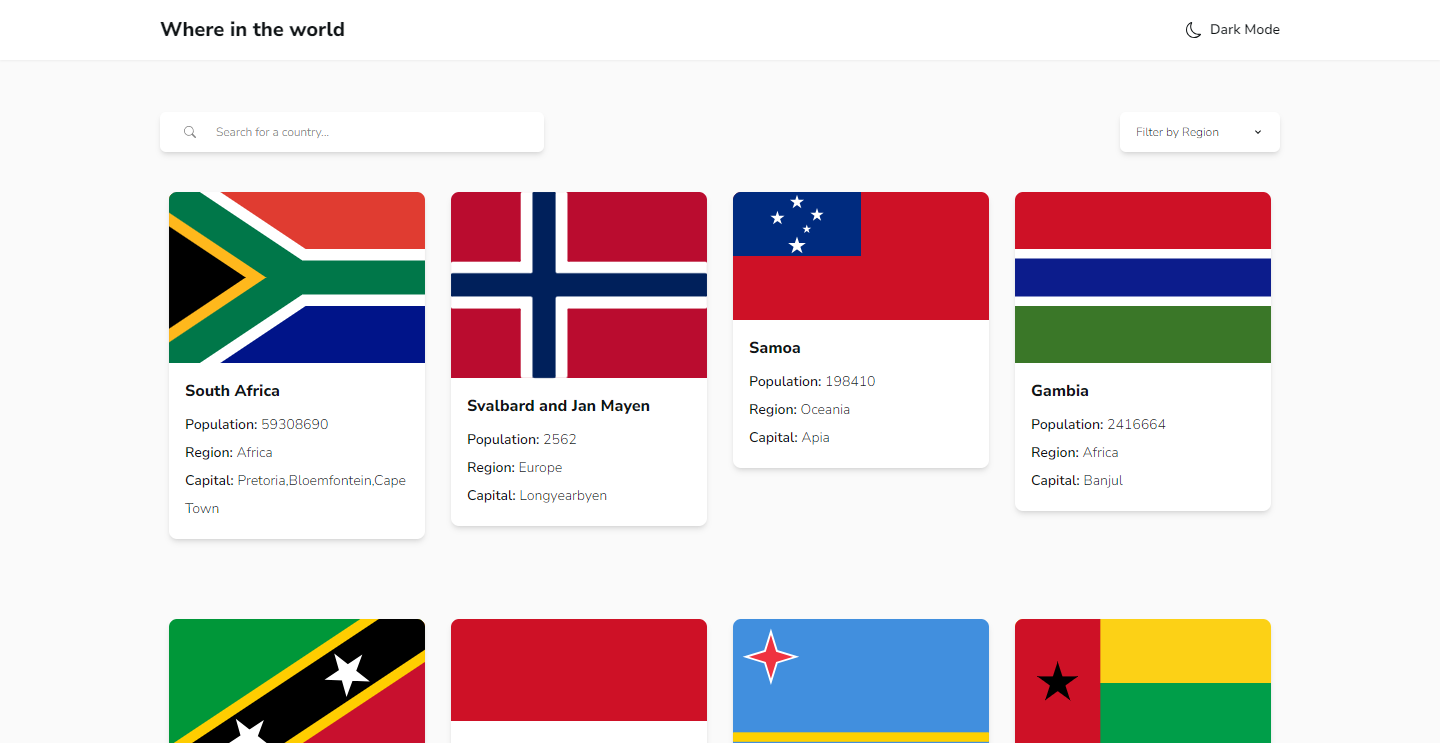 Where in the world
Dark Mode
Search for a country...
Filter by Region
South Africa
Population: 59308690
Region: Africa
Capital: Pretoria,Bloemfontein,Cape
Town
Svalbard and Jan Mayen
Population: 2562
Region: Europe
Capital: Longyearbyen
Samoa
Population: 198410
Region: Oceania
Capital: Apia
Gambia
Population: 2416664
Region: Africa
Capital: Banjul